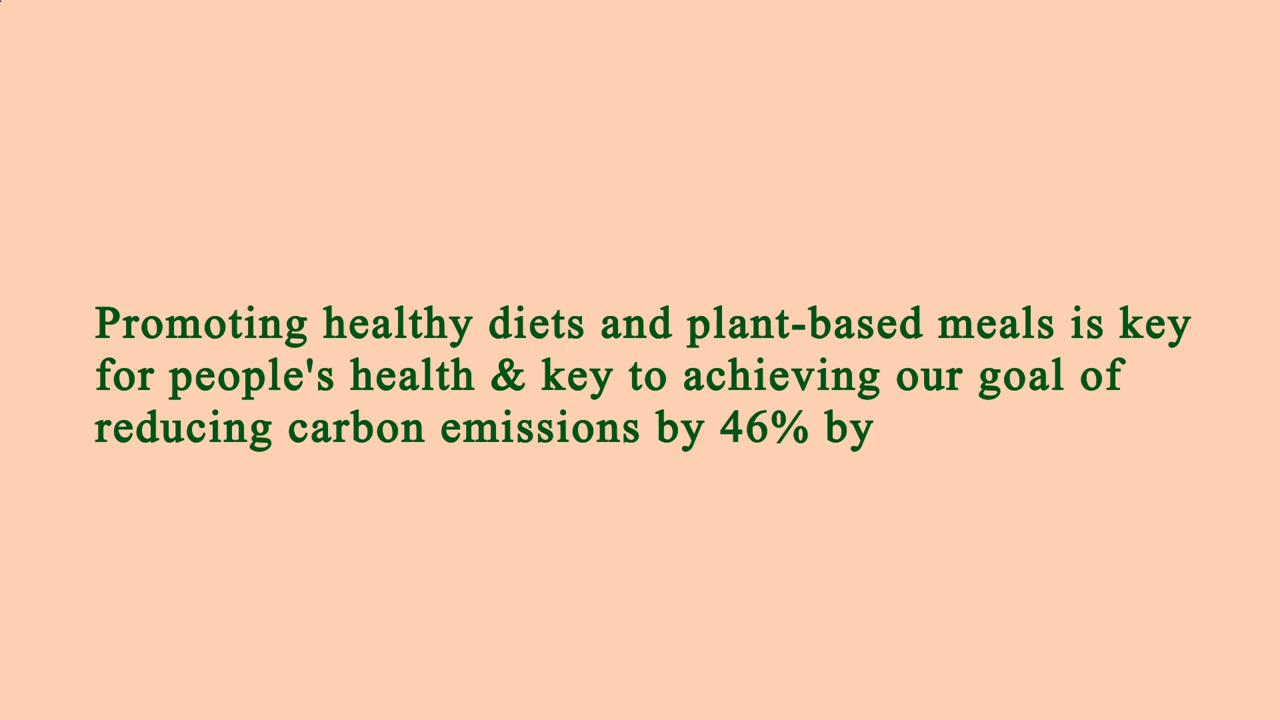 Promoting healthy diets and plant-based meals is key
for people's health & key to achieving our goal of
reducing carbon emissions by 46% by